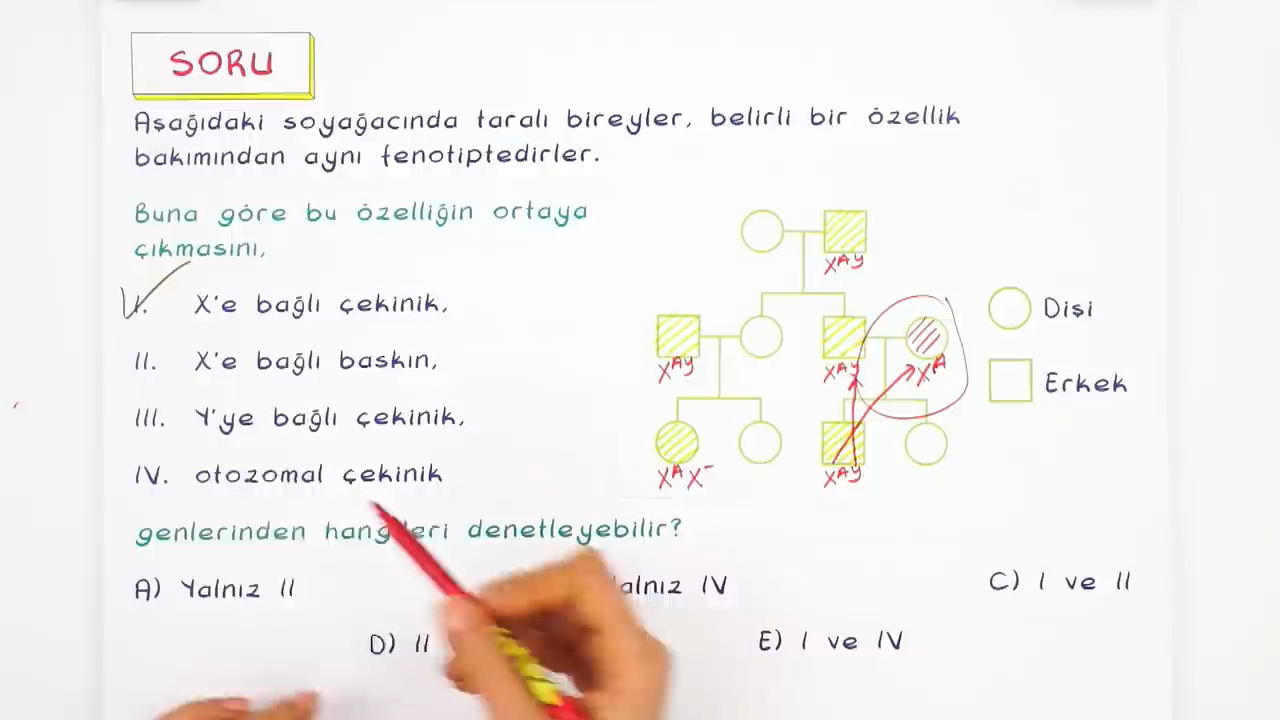 SORU
Aşağıdaki soyağacında taralı bireyler, belirli bir özellik
bakımından aynı fenotiptedirler.
Buna göre bu özelliğin ortaya
çıkmasını,
I. X'e bağlı çekinik,
II. X'e bağlı baskın,
III. Y'ye bağlı çekinik,
IV. otozomal çekinik
genlerinden denetleyebilir?
A) Yalnız II
IV
C) I ve II
D) II
E) I ve IV
XAY
XAY
XAY
XA
XAX-
XAY
Dişi
Erkek